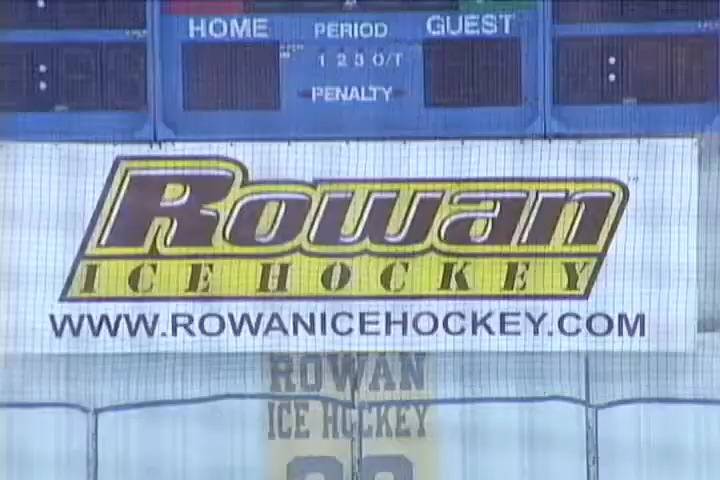 HOME PERIOD GUEST
1 2 3 O/T
PENALTY
ROWAN
ICE HOCKEY
WWW.ROWANICEHOCKEY.COM
ROWAN
ICE HOCKEY